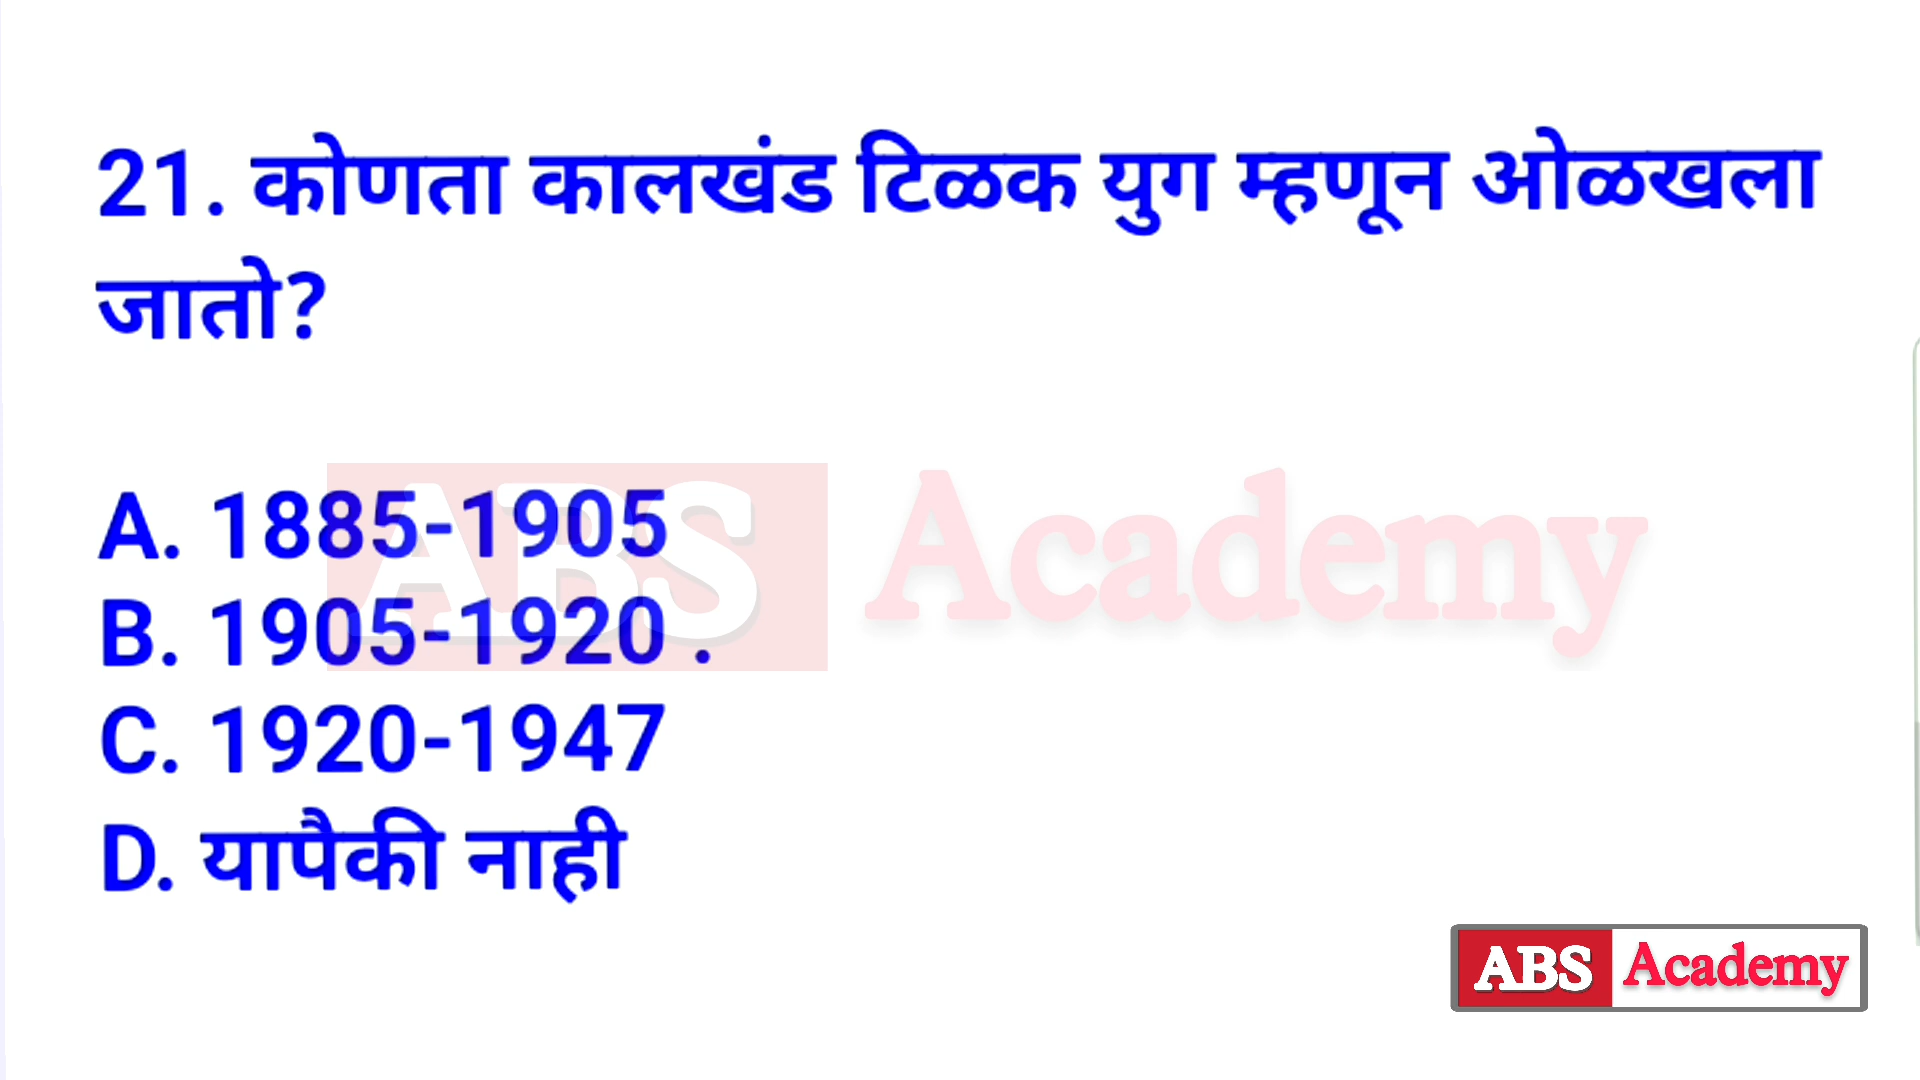 21. कोणता कालखंड टिळक युग म्हणून ओळखला
जातो?
A. 1885-1905
B. 1905-1920 .
C. 1920-1947
D. यापैकी नाही
ABS Academy
ABS Academy